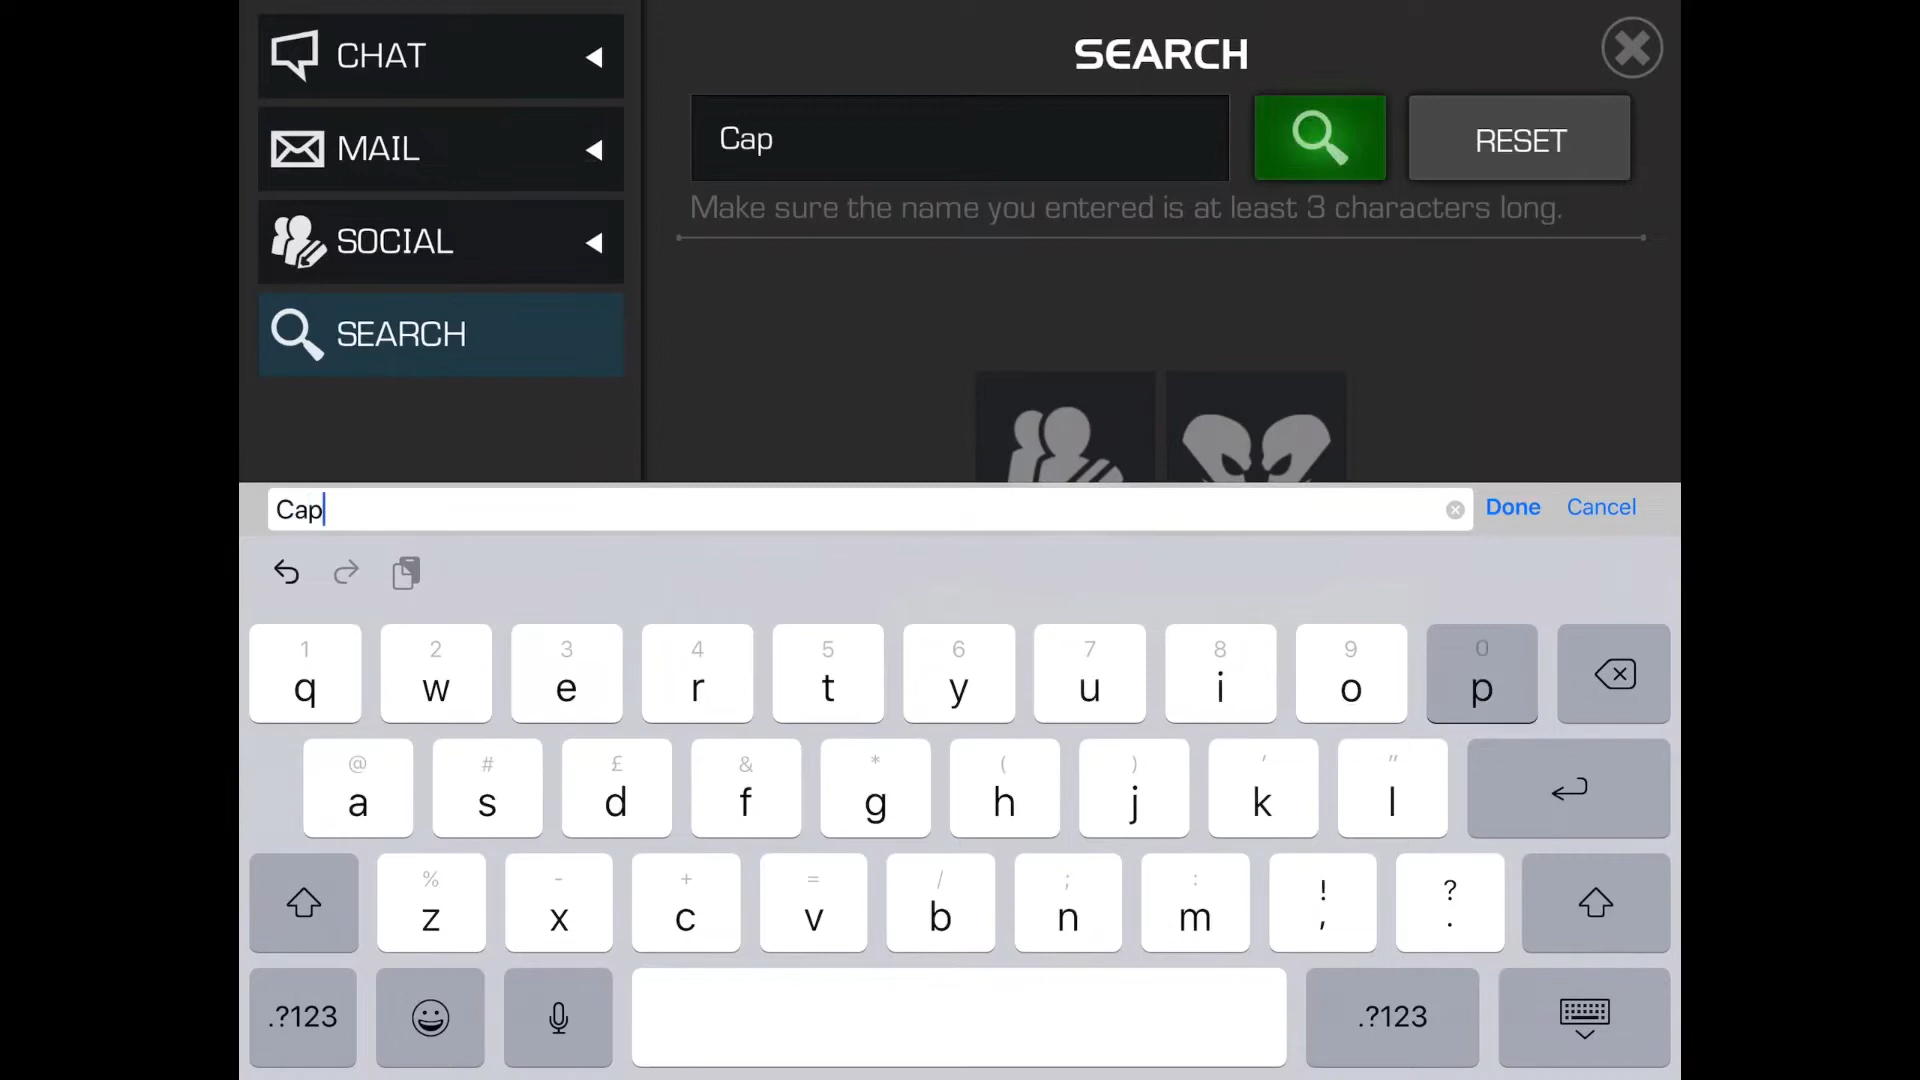 CHAT
MAIL
SOCIAL
SEARCH
SEARCH
Cap
RESET
Make sure the name you entered is at least 3 characters long.
Cap
Done
Cancel
1 2 3 4 5 6 7 8 9 0
q w e r t y u i o p
@ # £ & * ( ) ' "
a s d f g h j k l
% - + = / ; : ! ?
z x c v b n m , .
.?123
.?123